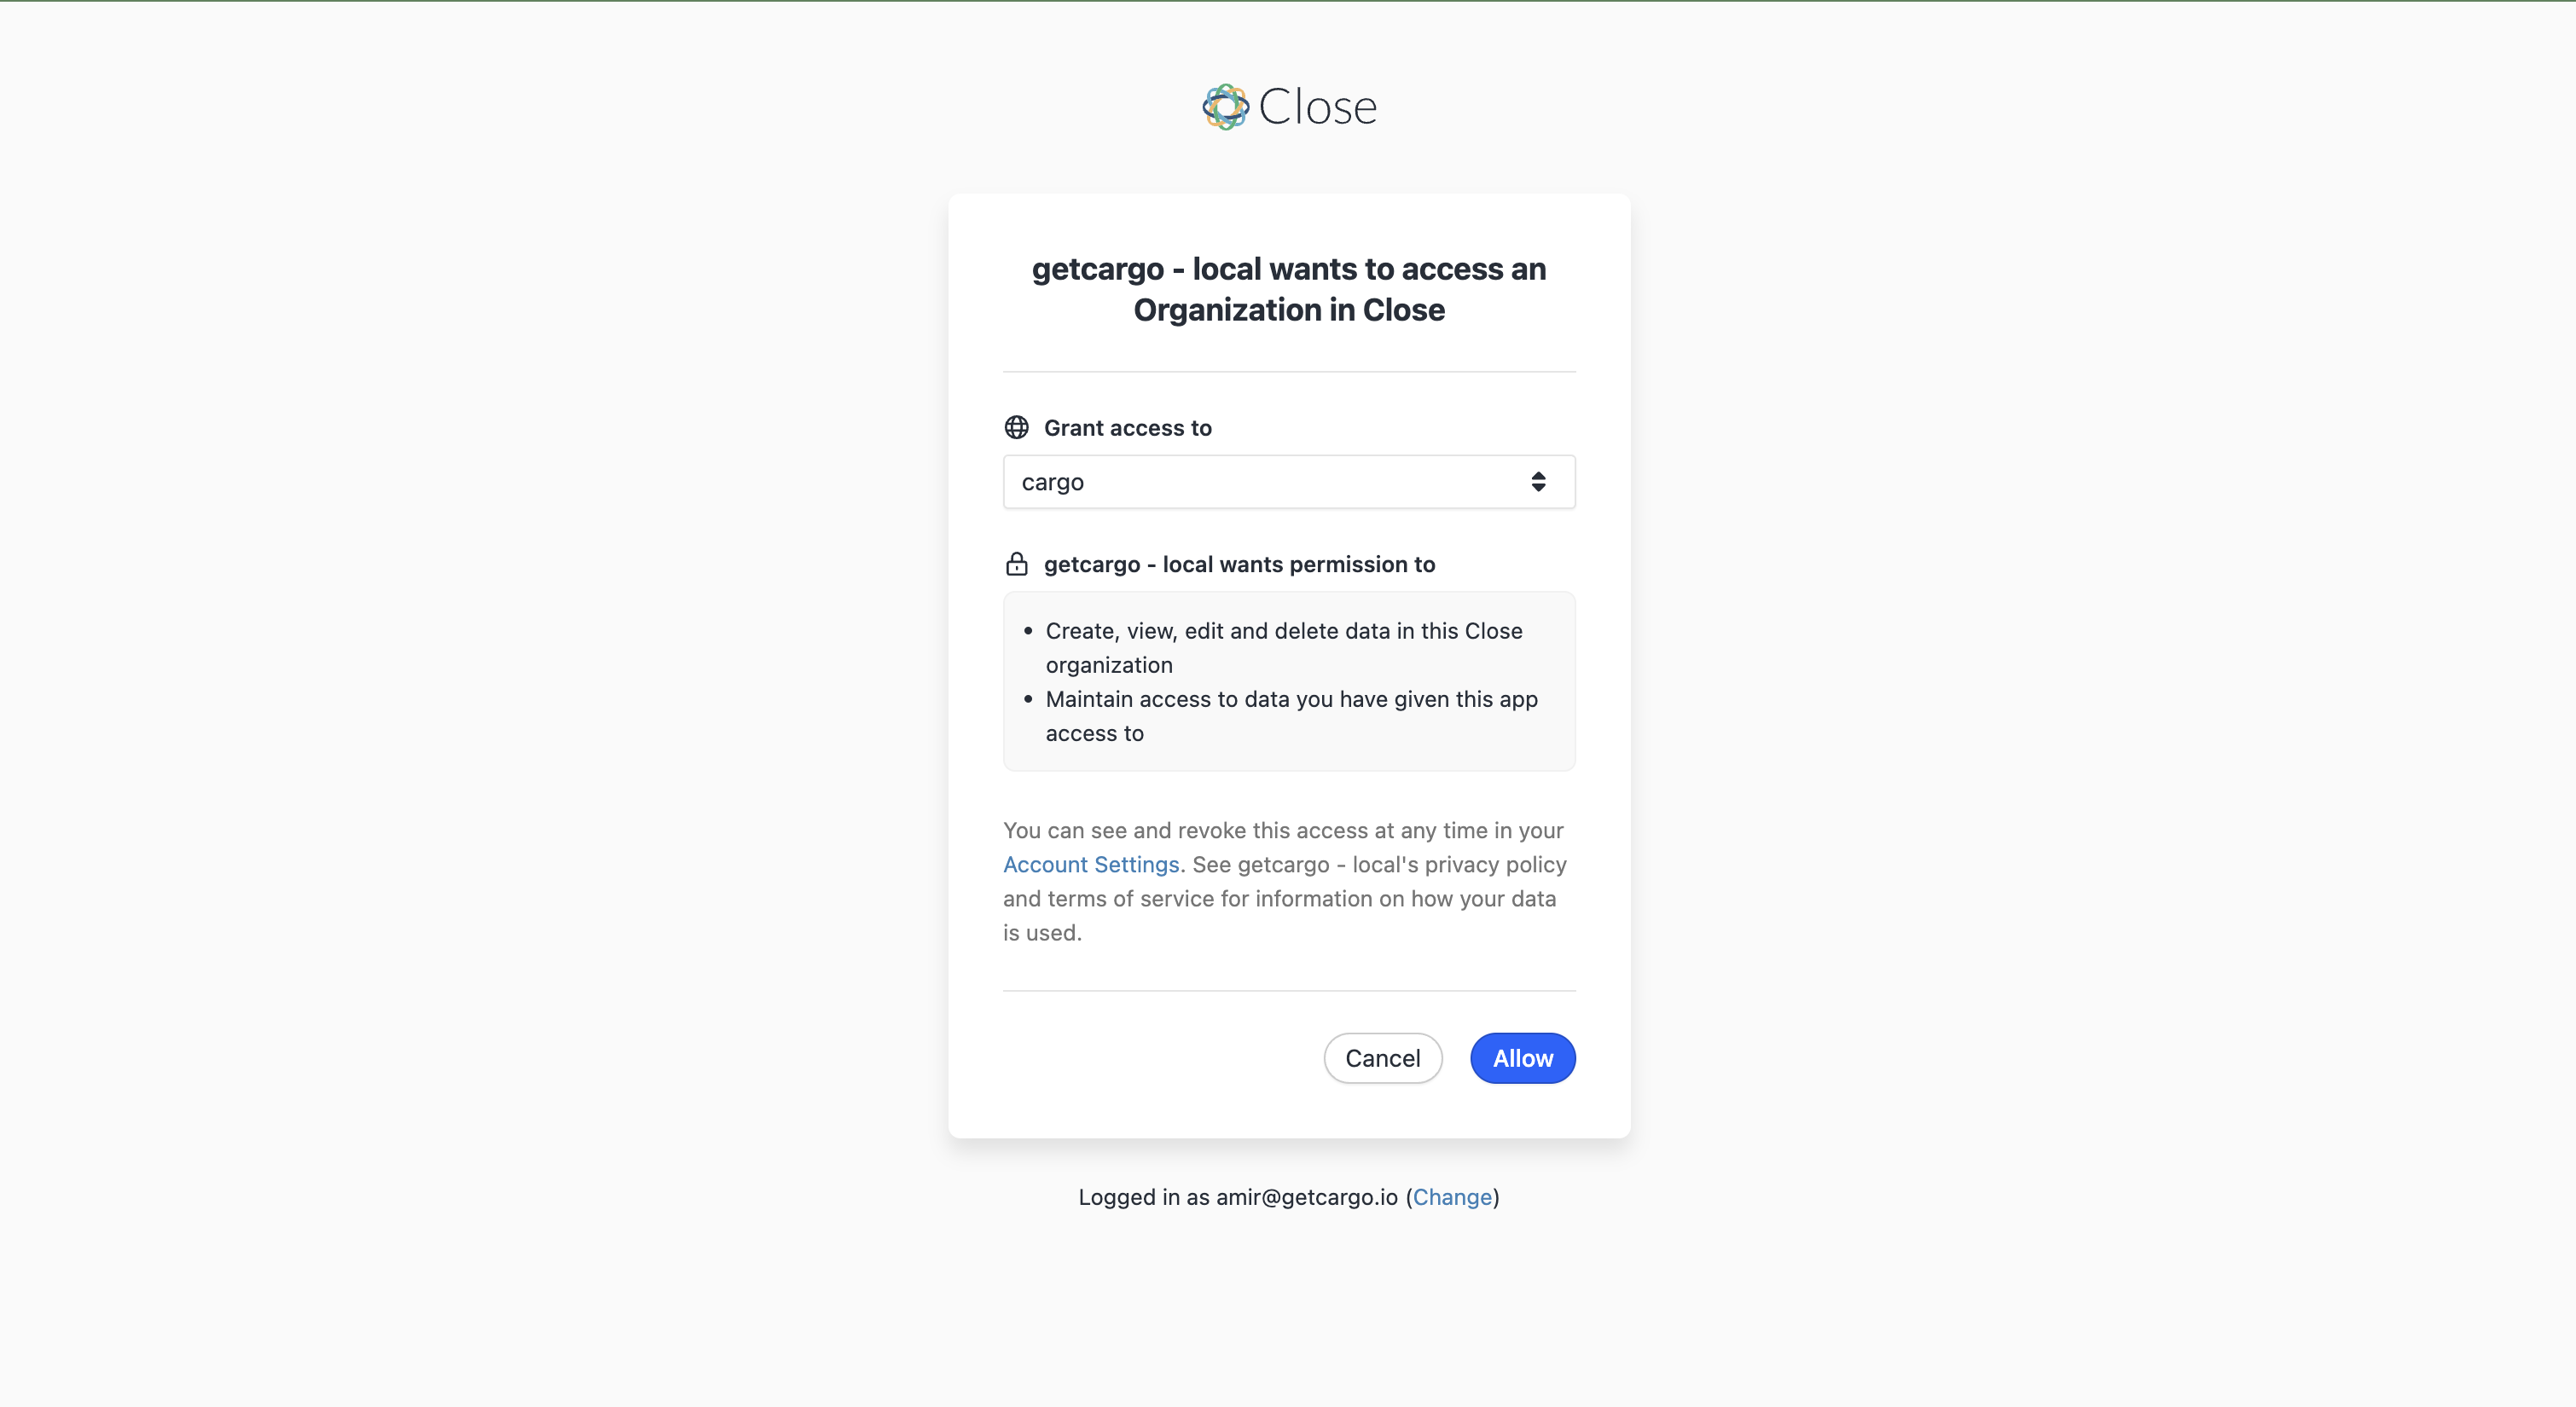 Close
getcargo - local wants to access an
Organization in Close
Grant access to
cargo
getcargo - local wants permission to
• Create, view, edit and delete data in this Close
organization
• Maintain access to data you have given this app
access to
You can see and revoke this access at any time in your
Account Settings. See getcargo - local's privacy policy
and terms of service for information on how your data
is used.
Cancel Allow
Logged in as amir@getcargo.io (Change)